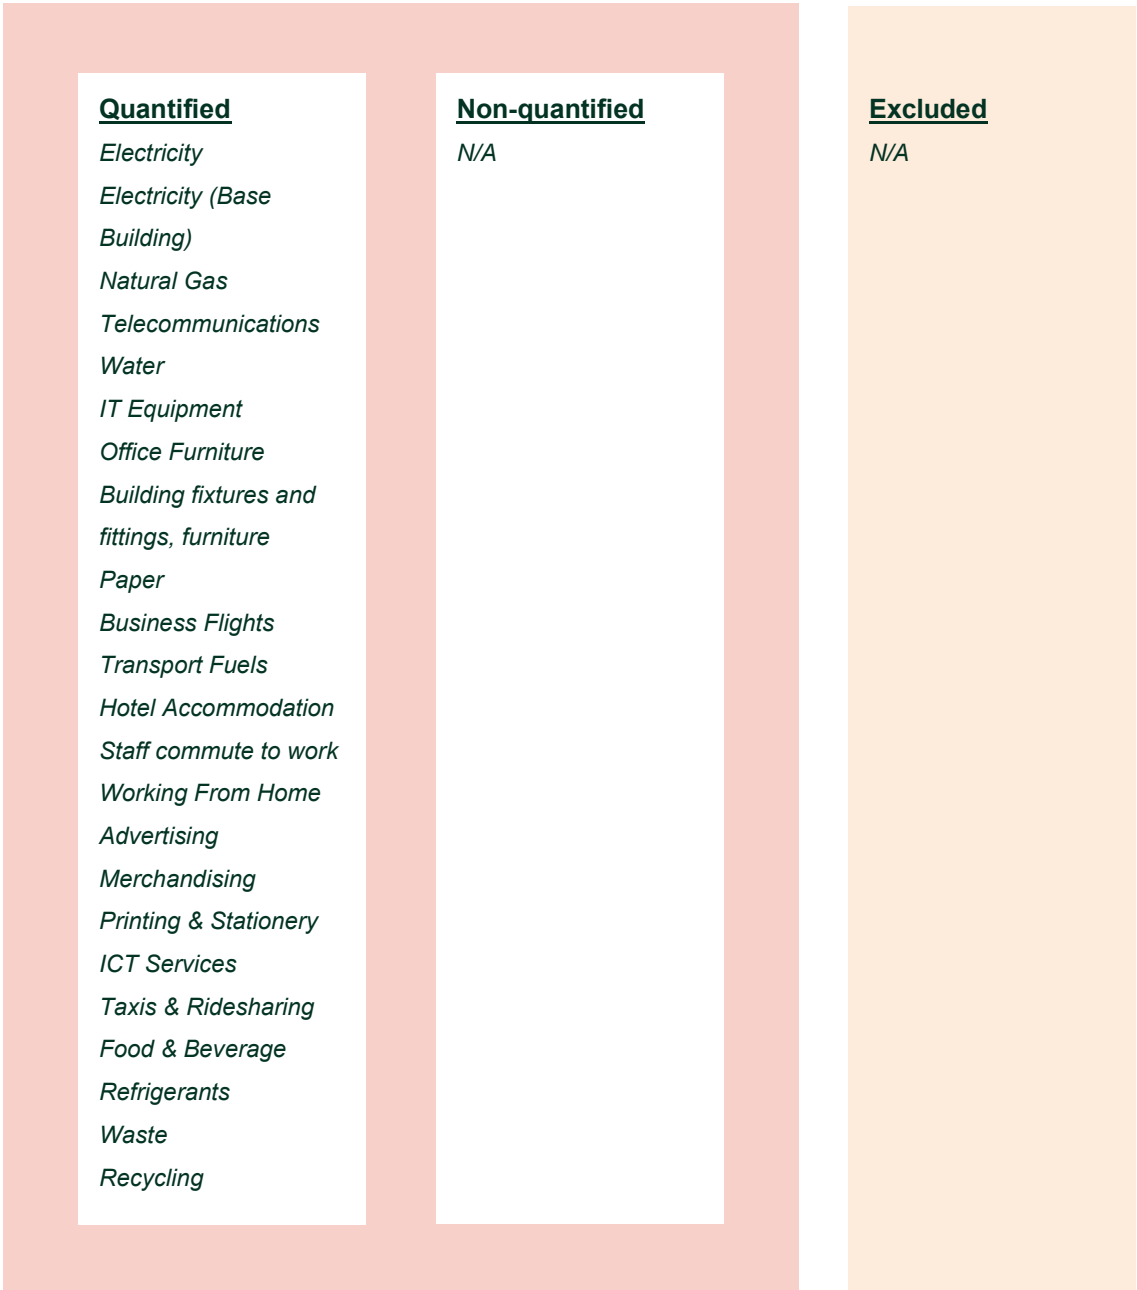 Quantified
Electricity
Electricity (Base
Building)
Natural Gas
Telecommunications
Water
IT Equipment
Office Furniture
Building fixtures and
fittings, furniture
Paper
Business Flights
Transport Fuels
Hotel Accommodation
Staff commute to work
Working From Home
Advertising
Merchandising
Printing & Stationery
ICT Services
Taxis & Ridesharing
Food & Beverage
Refrigerants
Waste
Recycling
Non-quantified
N/A
Excluded
N/A